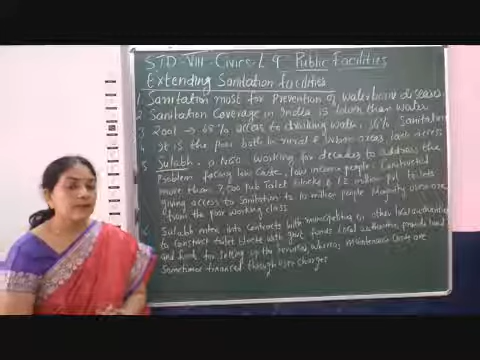 STD-VIII-Civics-L 9 Public Facilities
Extending Sanitation facilities
1. Sanitation must for Prevention of waterborne diseases.
2 Sanitation Coverage in India is lower than water
3 2001 → 68% access to drinking water, 36% Sanitation
4 It is the poor both in rural & urban areas, lack access
5 Sulabh, a NGO working for decades to address the
Problem facing low caste, low income people. Constructed
more than 7,500 pub toilet blocks & 1.2 million pvt toilets
giving access to Sanitation to 10 million people Majority users are
from the poor working class
6 Sulabh enters into contracts with municipalities or other local authorities
to Construct toilet blocks with govt funds Local authorities provide land
and funds for setting up the services whereas maintenance costs are
Sometimes financed through user charges